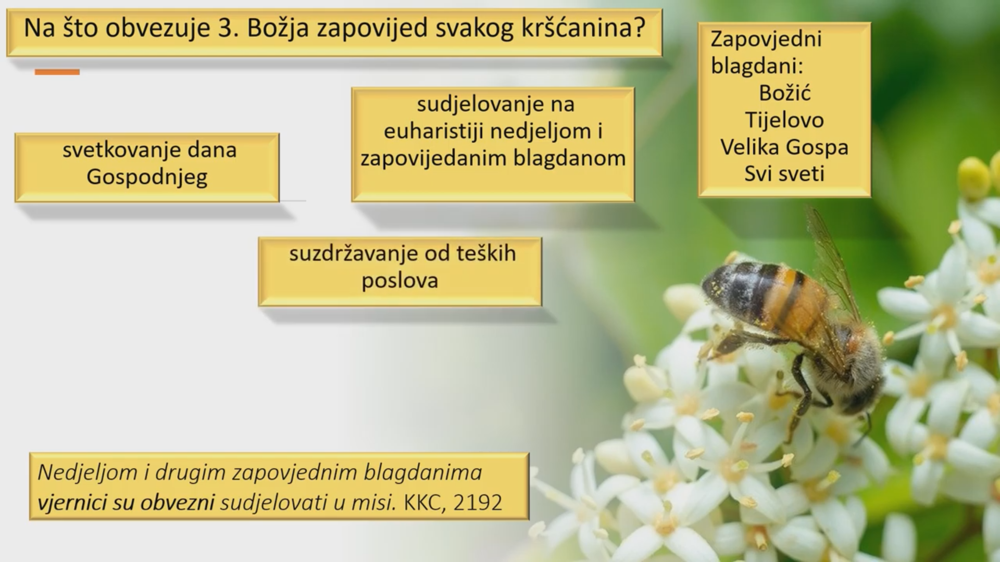 Na što obvezuje 3. Božja zapovijed svakog kršćanina?
Zapovjedni
blagdani:
Božić
Tijelovo
Velika Gospa
Svi sveti
sudjelovanje na
euharistiji nedjeljom i
zapovijedanim blagdanom
svetkovanje dana
Gospodnjeg
suzdržavanje od teških
poslova
Nedjeljom i drugim zapovjednim blagdanima
vjernici su obvezni sudjelovati u misi. KKC, 2192